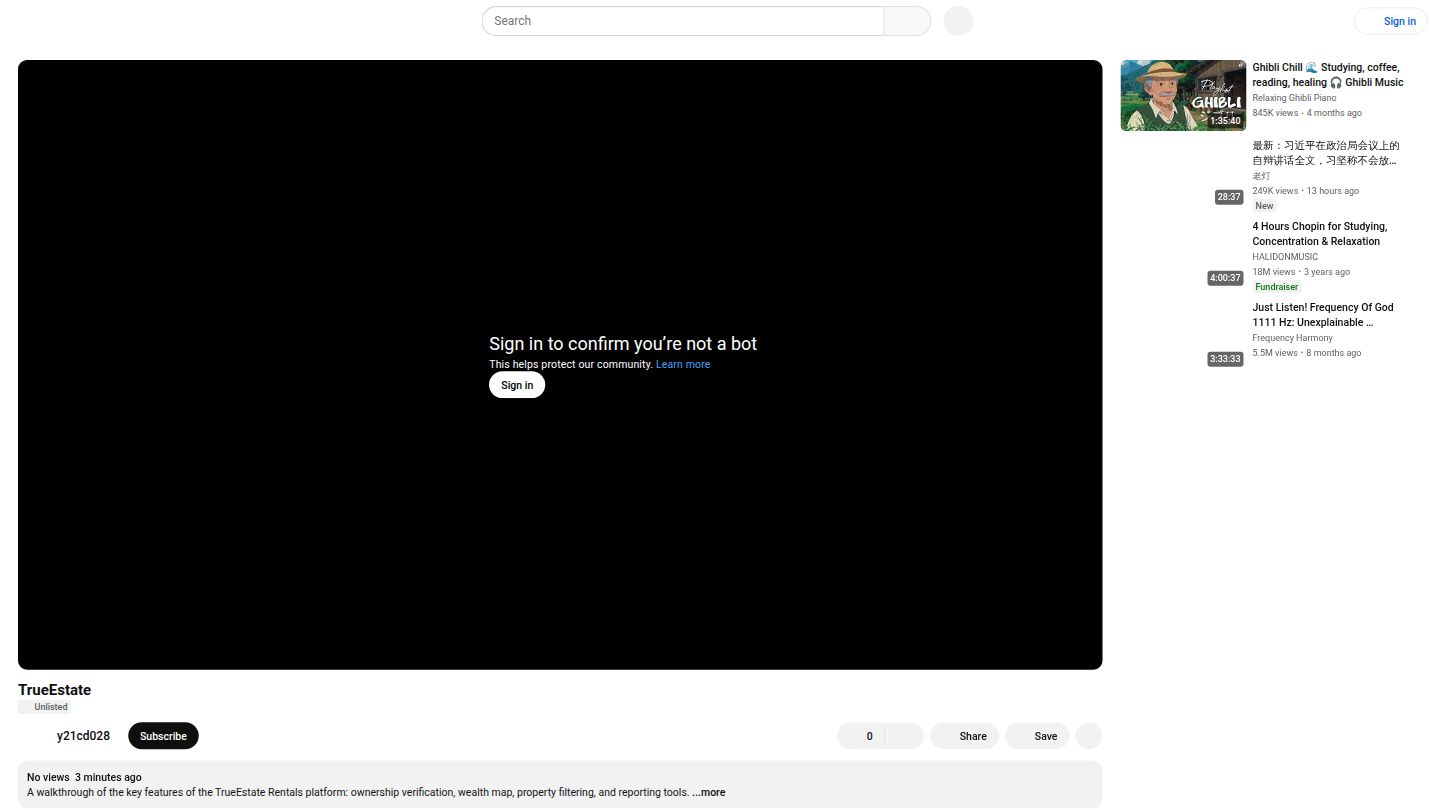 Search
Sign in
Sign in to confirm you’re not a bot
This helps protect our community. Learn more
Sign in
TrueEstate
Unlisted
y21cd028
Subscribe
0
Share
Save
No views 3 minutes ago
A walkthrough of the key features of the TrueEstate Rentals platform: ownership verification, wealth map, property filtering, and reporting tools. ...more
Playlist
GHIBLI
1:35:40
Ghibli Chill 🌊 Studying, coffee,
reading, healing 🎧 Ghibli Music
Relaxing Ghibli Piano
845K views · 4 months ago
28:37
最新：习近平在政治局会议上的
自辩讲话全文，习坚称不会放...
老灯
249K views · 13 hours ago
New
4:00:37
4 Hours Chopin for Studying,
Concentration & Relaxation
HALIDONMUSIC
18M views · 3 years ago
Fundraiser
3:33:33
Just Listen! Frequency Of God
1111 Hz: Unexplainable ...
Frequency Harmony
5.5M views · 8 months ago